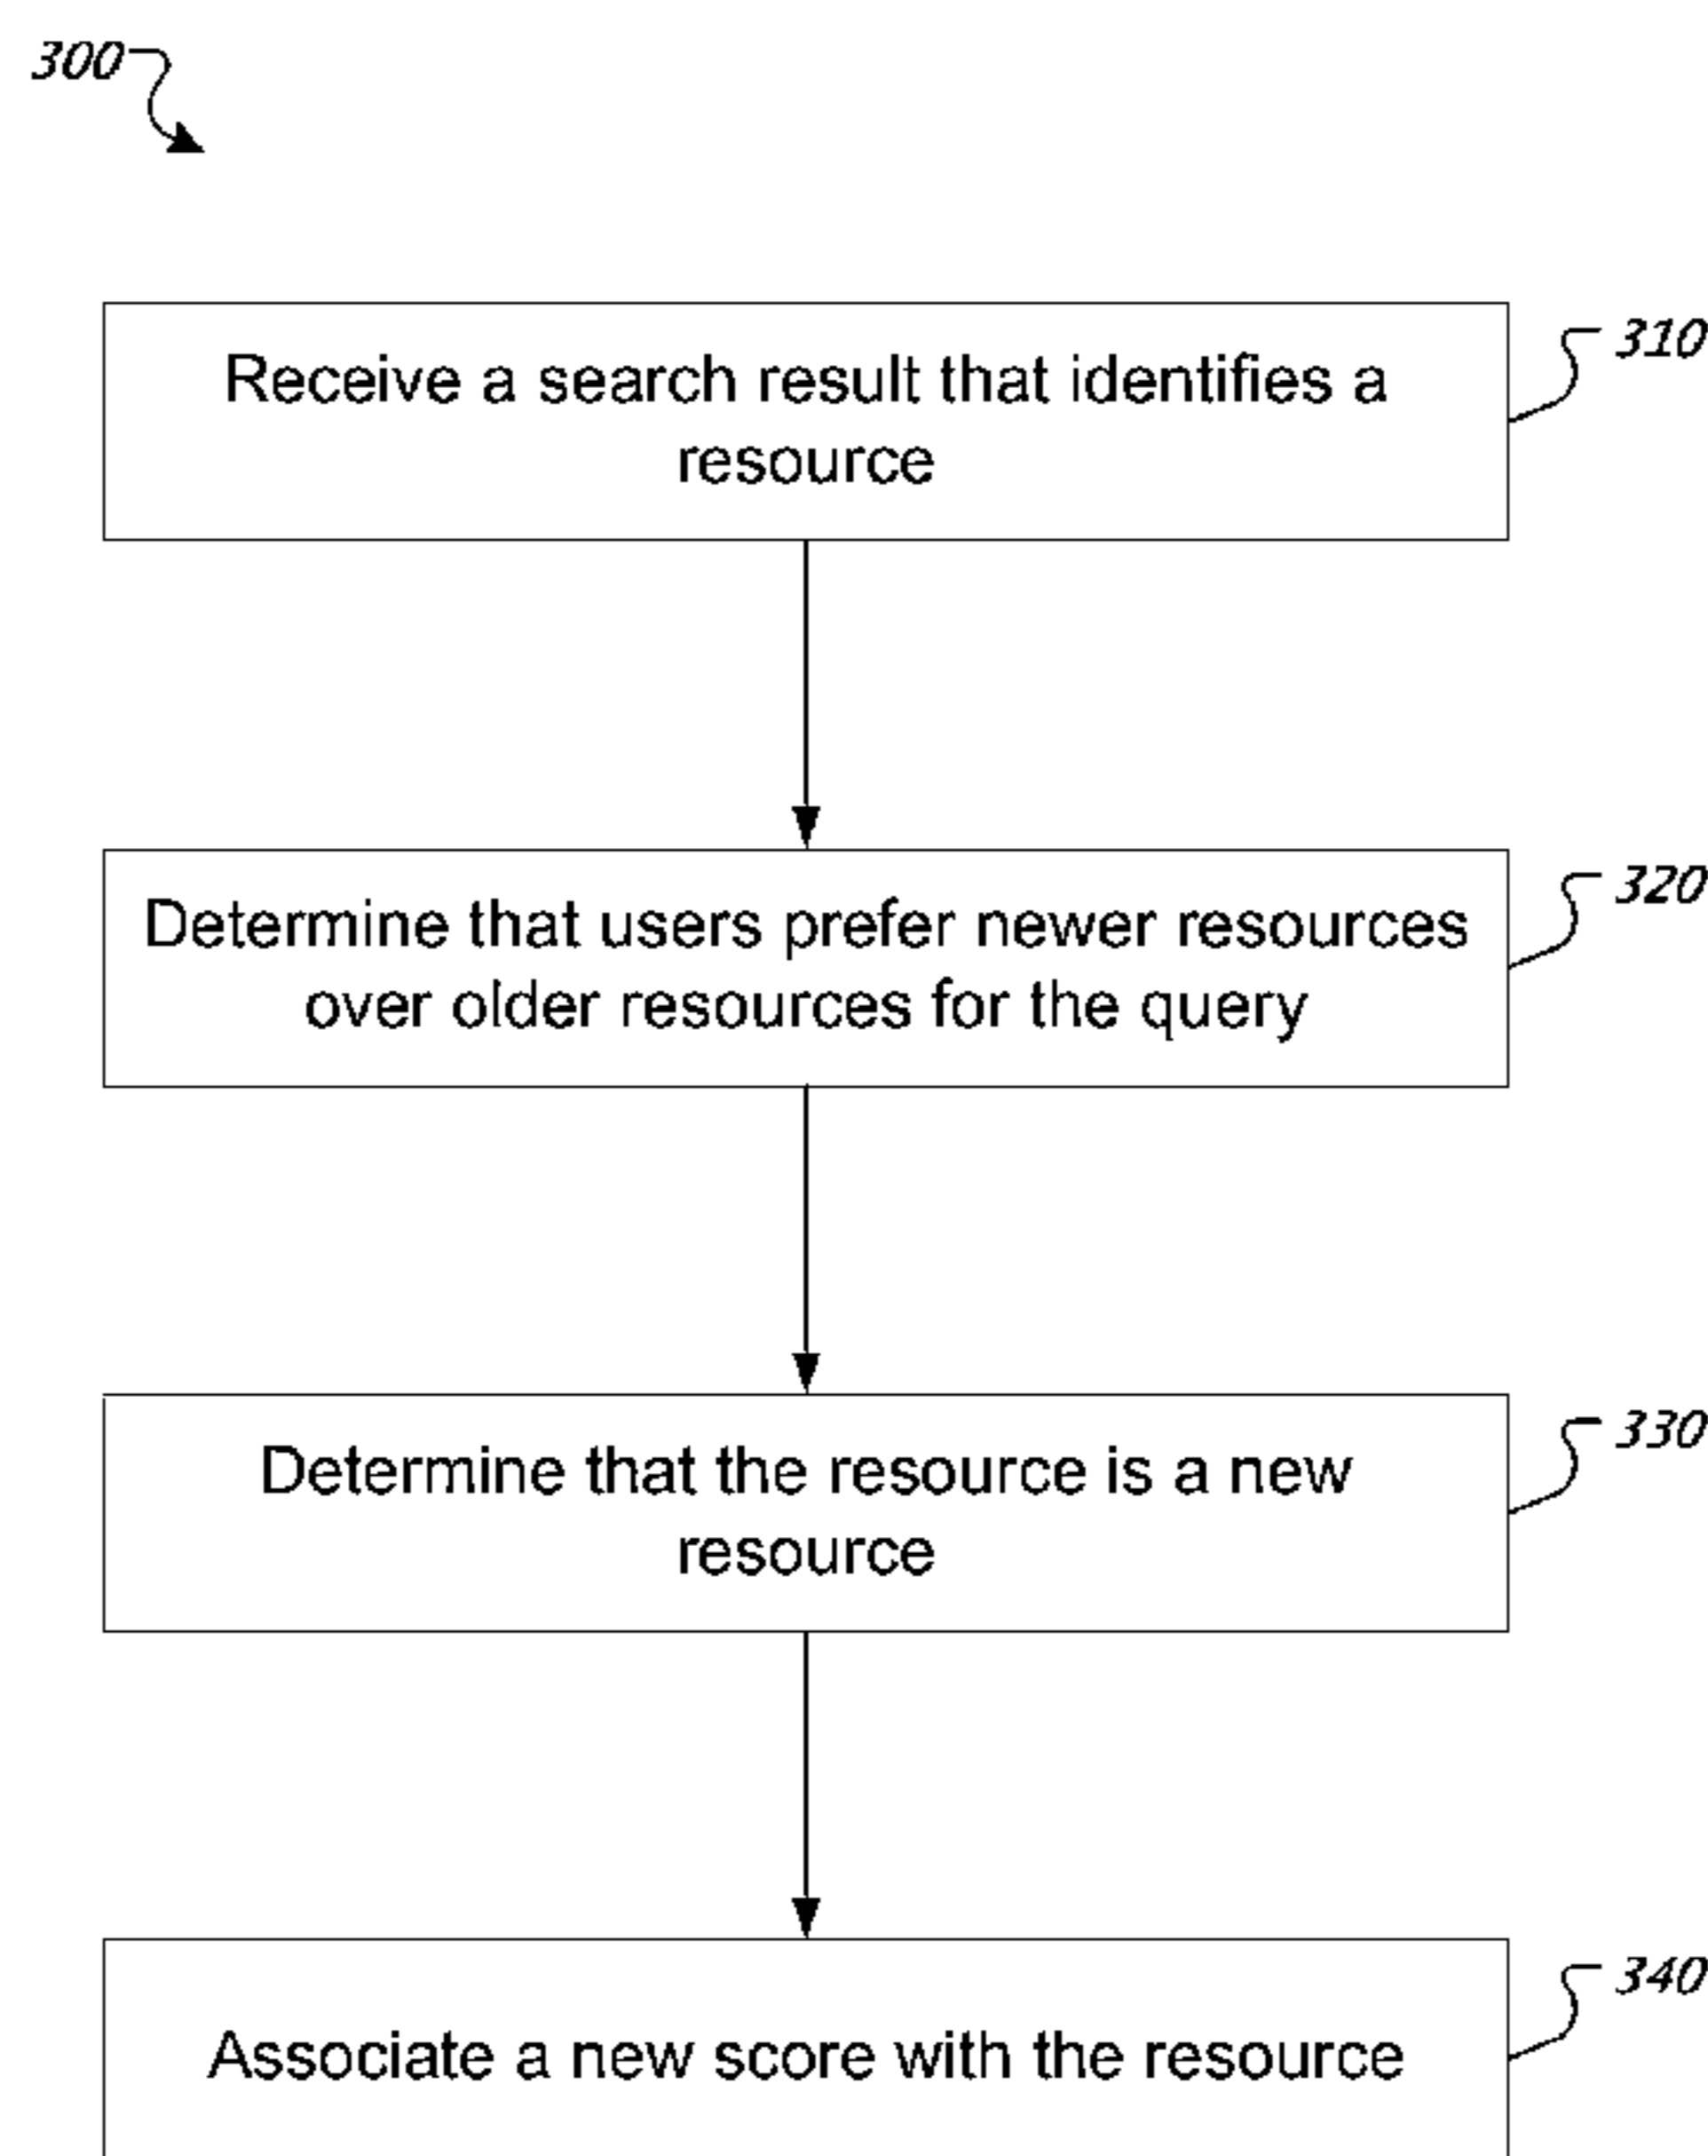 300
Receive a search result that identifies a
resource
310
Determine that users prefer newer resources
over older resources for the query
320
Determine that the resource is a new
resource
330
Associate a new score with the resource
340